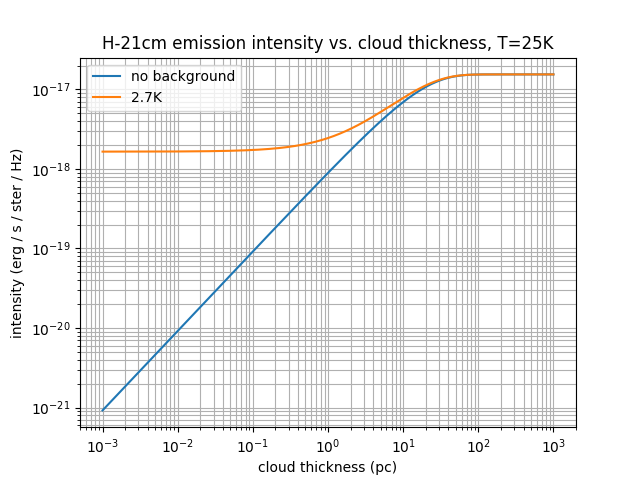 H-21cm emission intensity vs. cloud thickness, T=25K
no background
2.7K
intensity (erg / s / ster / Hz)
10⁻¹⁷
10⁻¹⁸
10⁻¹⁹
10⁻²⁰
10⁻²¹
10⁻³ 10⁻² 10⁻¹ 10⁰ 10¹ 10² 10³
cloud thickness (pc)